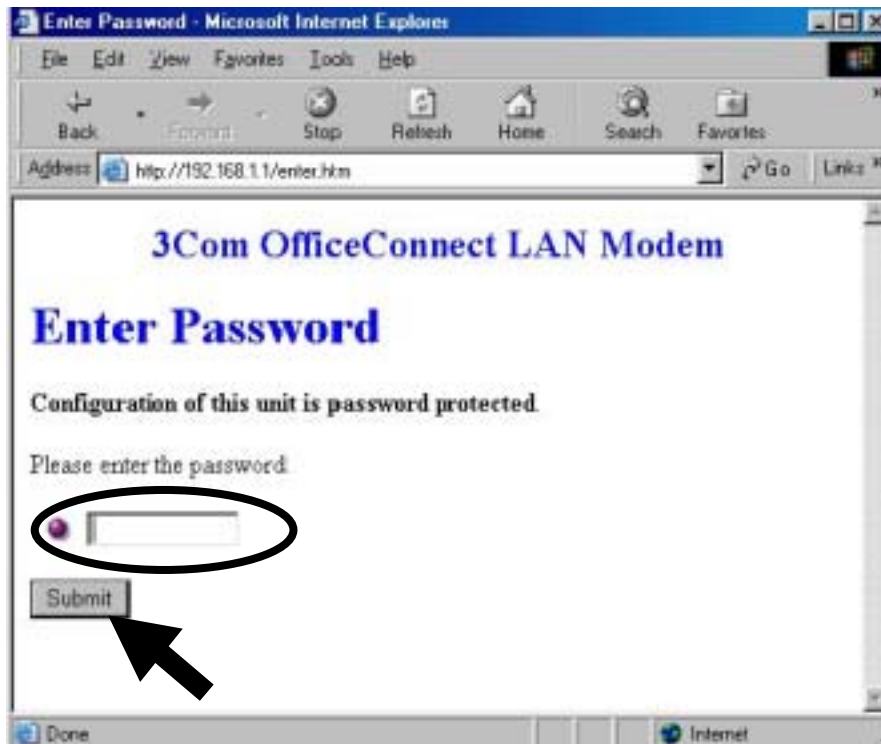 Enter Password - Microsoft Internet Explorer
File Edit View Favorites Tools Help
Back Forward Stop Refresh Home Search Favorites
Address http://192.168.1.1/enter.htm Go Links
3Com OfficeConnect LAN Modem
Enter Password
Configuration of this unit is password protected.
Please enter the password
Submit
Done Internet